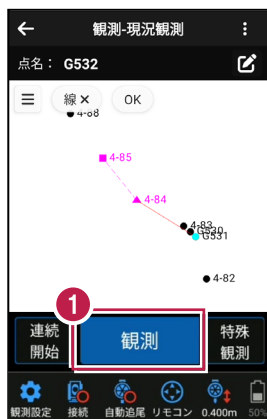 観測-現況観測
点名： G532
線 × OK
4-88
4-85
4-84
4-83
G530
G531
4-82
1
連続
開始
観測
特殊
観測
観測設定 接続 自動追尾 リモコン 0.400m 50%